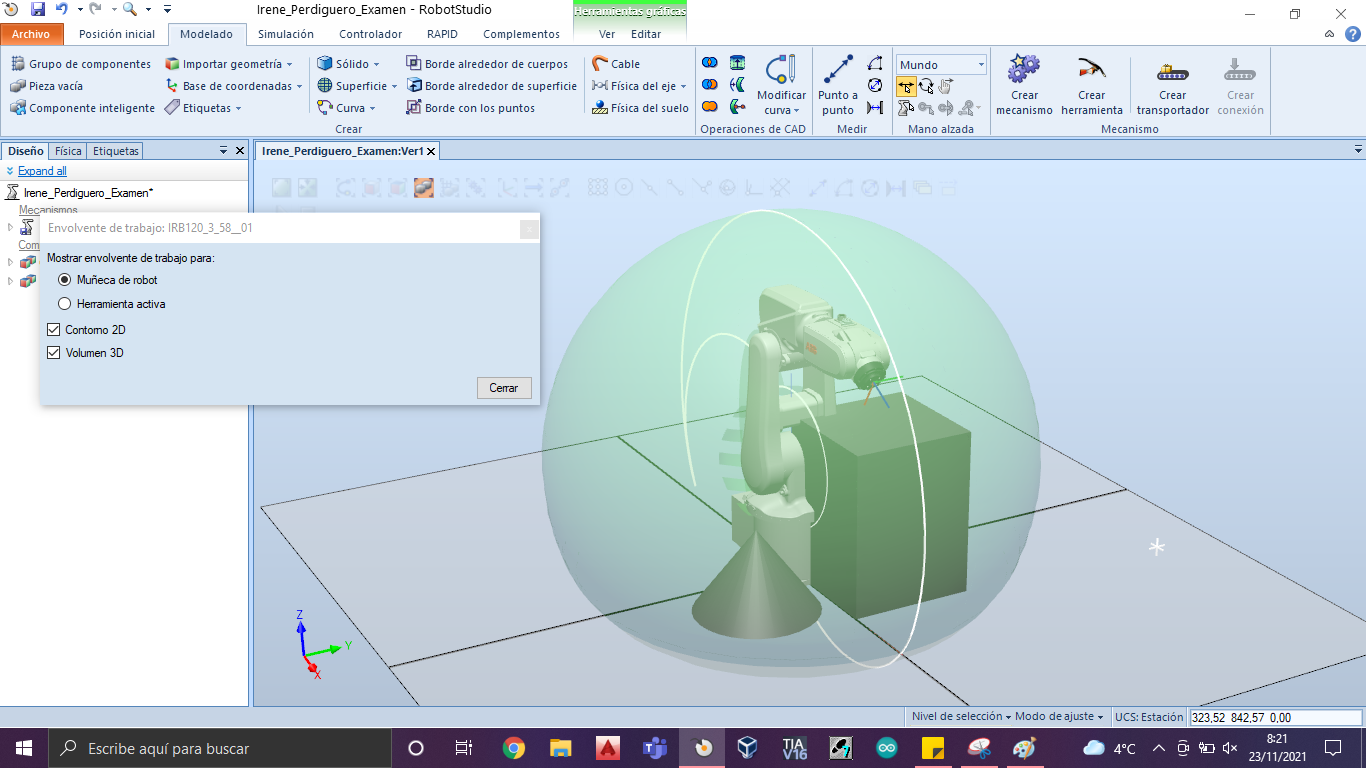 Irene_Perdiguero_Examen - RobotStudio
Herramientas gráficas
Archivo Posición inicial Modelado Simulación Controlador RAPID Complementos Ver Editar
Grupo de componentes Importar geometría Sólido Borde alrededor de cuerpos Cable Mundo
Pieza vacía Base de coordenadas Superficie Borde alrededor de superficie Física del eje
Componente inteligente Etiquetas Curva Borde con los puntos Física del suelo
Modificar curva Punto a punto Crear mecanismo Crear herramienta Crear transportador Crear conexión
Crear Operaciones de CAD Medir Mano alzada Mecanismo
Diseño Física Etiquetas Irene_Perdiguero_Examen:Ver1
Expand all
Irene_Perdiguero_Examen*
Mecanismos
Com
Envolvente de trabajo: IRB120_3_58__01
x
Mostrar envolvente de trabajo para:
Muñeca de robot
Herramienta activa
Contorno 2D
Volumen 3D
Cerrar
ABB
Z
Y
X
Nivel de selección Modo de ajuste UCS: Estación 323,52 842,57 0,00
Escribe aquí para buscar
A
TIA V16
4°C
8:21
23/11/2021